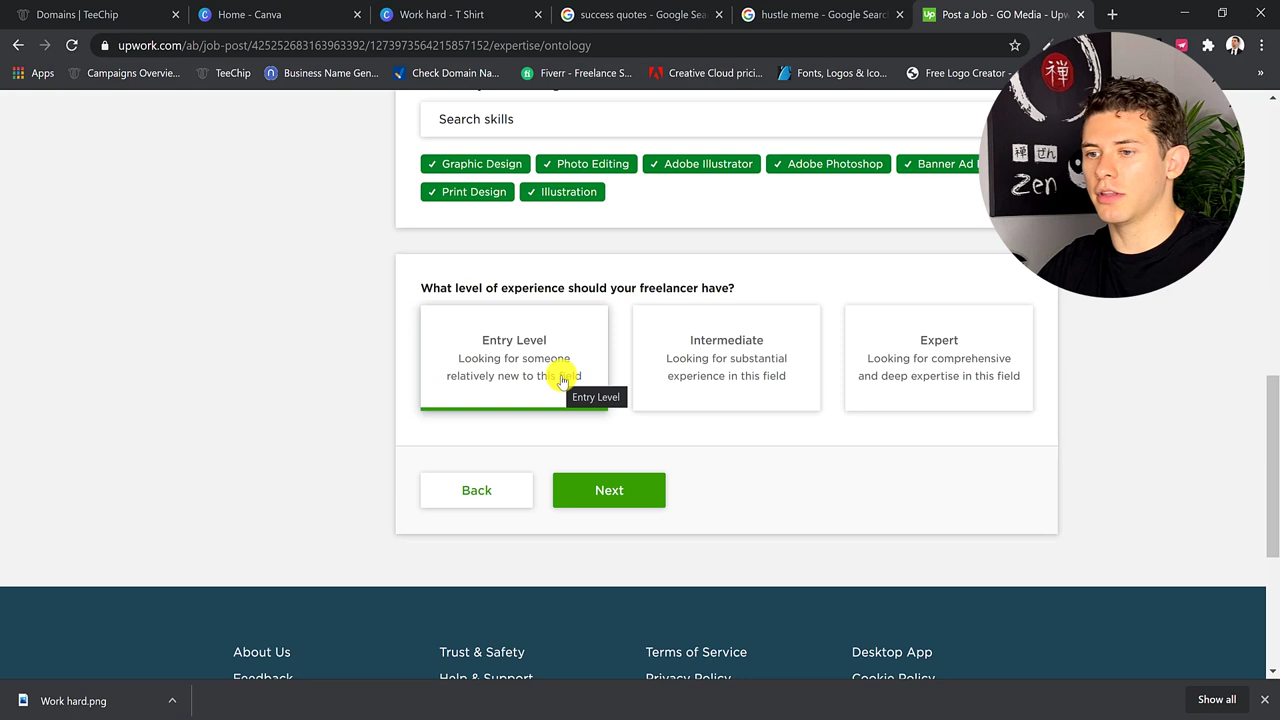 Domains | TeeChip
Home - Canva
Work hard - T Shirt
success quotes - Google Sea
hustle meme - Google Searc
Post a Job - GO Media - Upw
upwork.com/ab/job-post/425252683163963392/1273973564215857152/expertise/ontology
Apps
Campaigns Overvie...
TeeChip
Business Name Gen...
Check Domain Na...
Fiverr - Freelance S...
Creative Cloud pric...
Fonts, Logos & Ico...
Free Logo Creator -
»
禅
禅 ぜん
Zen
Search skills
✓ Graphic Design
✓ Photo Editing
✓ Adobe Illustrator
✓ Adobe Photoshop
✓ Banner Ad
✓ Print Design
✓ Illustration
What level of experience should your freelancer have?
Entry Level
Looking for someone
relatively new to this field
Intermediate
Looking for substantial
experience in this field
Expert
Looking for comprehensive
and deep expertise in this field
Entry Level
Back
Next
About Us
Trust & Safety
Terms of Service
Desktop App
Feedback
Help & Support
Privacy Policy
Cookie Policy
Work hard.png
Show all